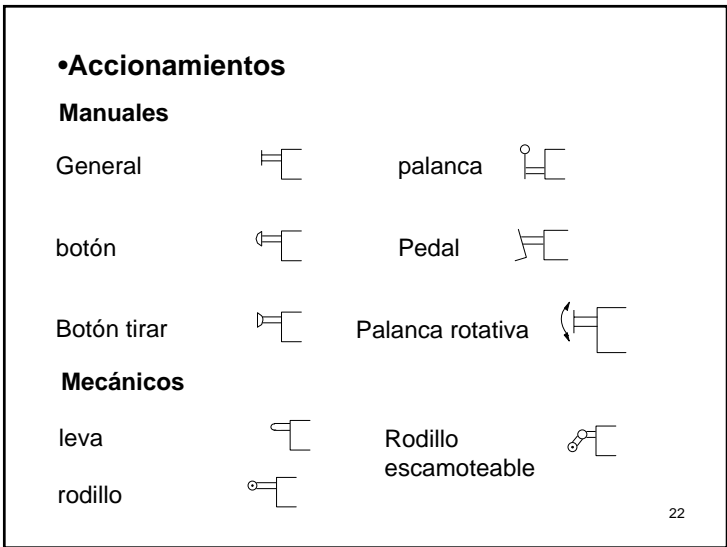 •Accionamientos
Manuales
General
palanca
botón
Pedal
Botón tirar
Palanca rotativa
Mecánicos
leva
Rodillo
escamoteable
rodillo
22